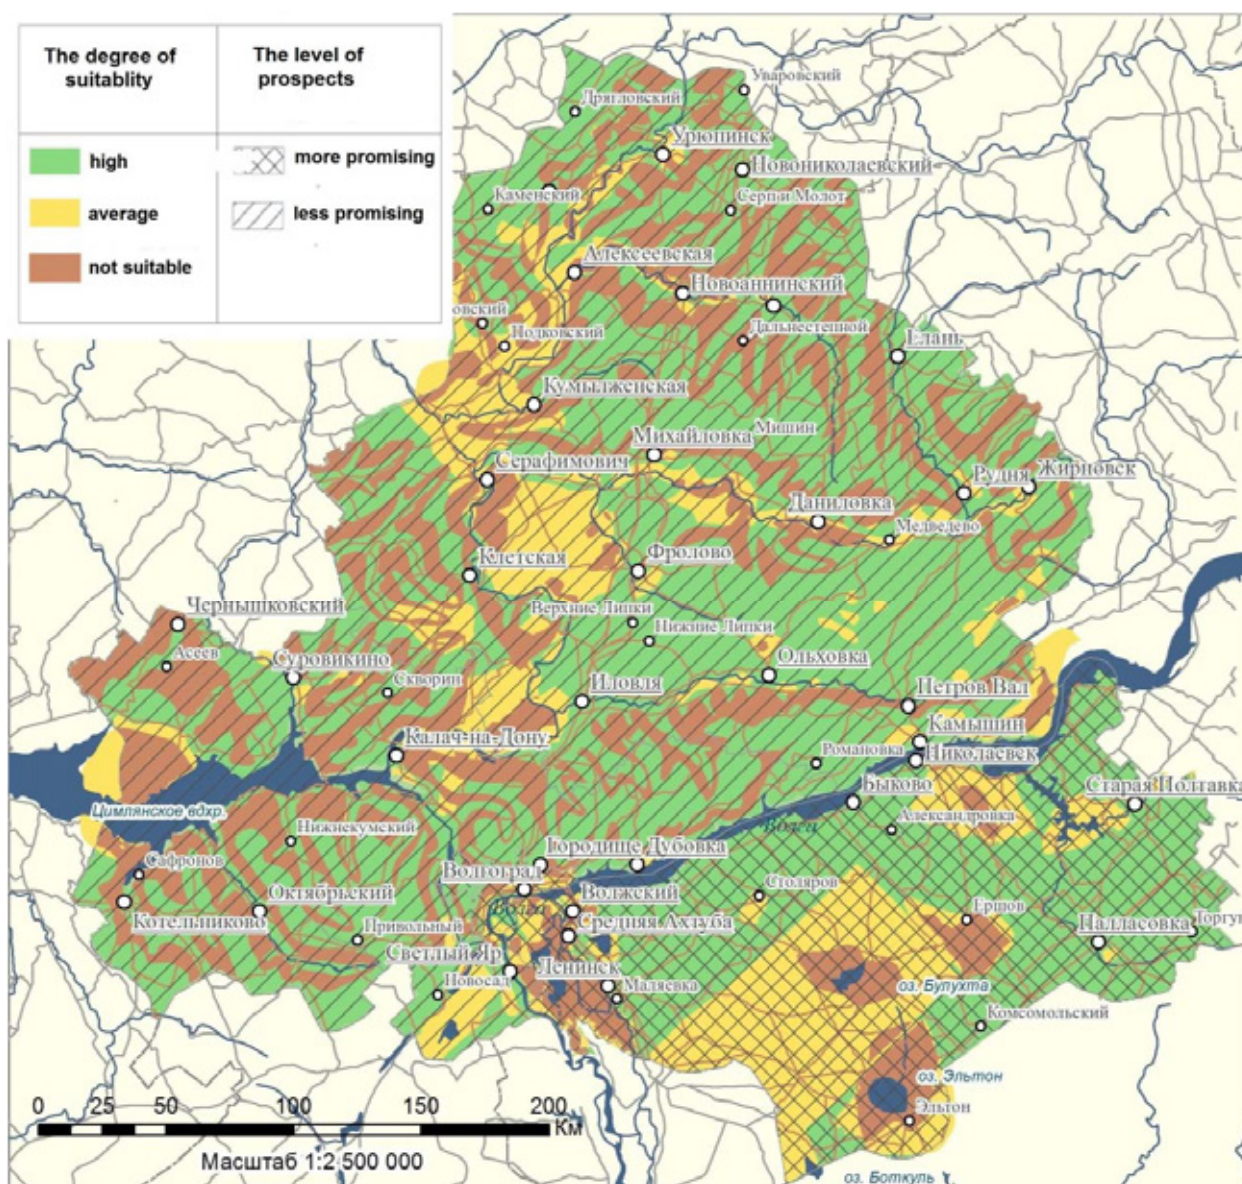 The degree of
suitablity
The level of
prospects
high
more promising
average
less promising
not suitable
Уваровский
Дрягловский
Урюпинск
Новониколаевский
Каменский
Серп и Молот
Алексеевская
Новоаннинский
овский
Подковский
Дальнестепной
Елань
Кумылженская
Михайловка
Мишин
Серафимович
Рудня
Жирновск
Даниловка
Медведево
Клетская
Фролово
Чернышковский
Верхние Липки
Нижние Липки
Асеев
Суровикино
Скворин
Ольховка
Иловля
Петров Вал
Камышин
Калач-на-Дону
Романовка
Николаевск
Быково
Старая Полтавка
Цимлянское вдхр.
Волга
Александровка
Нижнекумский
Городище
Дубовка
Сафронов
Волгоград
Волжский
Столяров
Октябрьский
Волга
Котельниково
Средняя Ахтуба
Ершов
Привольный
Палласовка
Торгун
Светлый Яр
Ленинск
Новосад
Маляевка
оз. Булухта
Комсомольский
оз. Эльтон
Эльтон
0 25 50 100 150 200
Км
Масштаб 1:2 500 000
оз. Боткуль